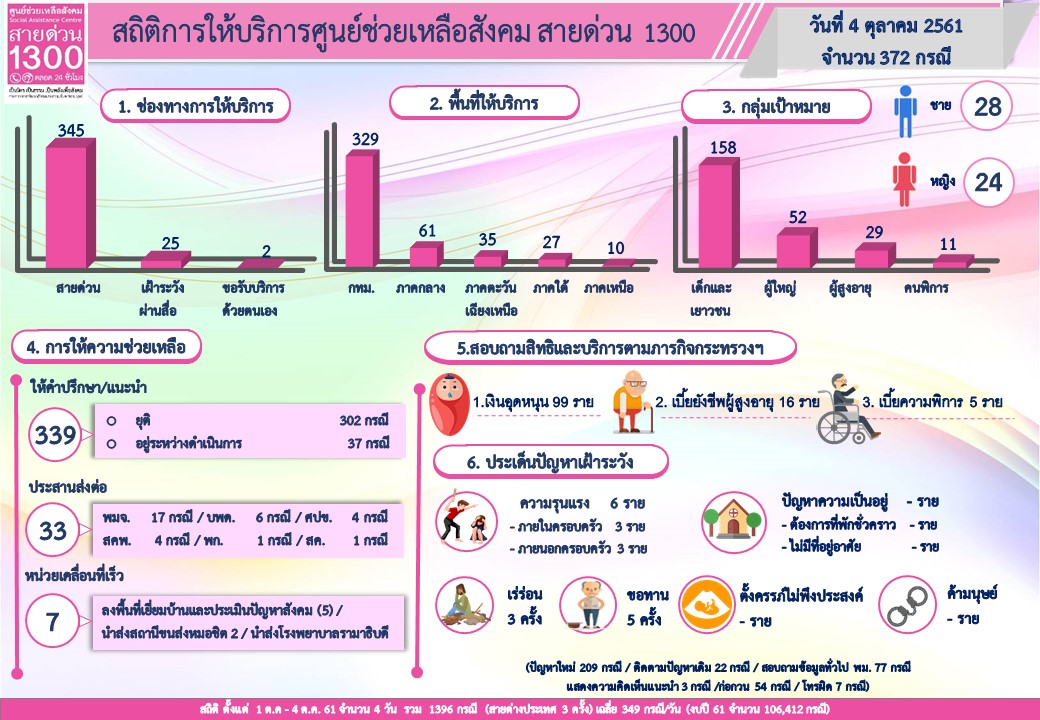 ศูนย์ช่วยเหลือสังคม
Social Assistance Centre
สายด่วน
1300
ตลอด 24 ชั่วโมง
สถิติการให้บริการศูนย์ช่วยเหลือสังคม สายด่วน 1300
วันที่ 4 ตุลาคม 2561
จำนวน 372 กรณี
1. ช่องทางการให้บริการ
345
25
2
สายด่วน
เฝ้าระวัง
ผ่านสื่อ
ขอรับบริการ
ด้วยตนเอง
2. พื้นที่ให้บริการ
329
61
35
27
10
กทม.
ภาคกลาง
ภาคตะวัน
เฉียงเหนือ
ภาคใต้
ภาคเหนือ
3. กลุ่มเป้าหมาย
ชาย 28
หญิง 24
158
52
29
11
เด็กและ
เยาวชน
ผู้ใหญ่
ผู้สูงอายุ
คนพิการ
4. การให้ความช่วยเหลือ
ให้คำปรึกษา/แนะนำ
339
ยุติ 302 กรณี
อยู่ระหว่างดำเนินการ 37 กรณี
ประสานส่งต่อ
33
พมจ. 17 กรณี / บพด. 6 กรณี / ศปข. 4 กรณี
สคพ. 4 กรณี / พก. 1 กรณี / สค. 1 กรณี
หน่วยเคลื่อนที่เร็ว
7
ลงพื้นที่เยี่ยมบ้านและประเมินปัญหาสังคม (5) /
นำส่งสถานีขนส่งหมอชิต 2 / นำส่งโรงพยาบาลรามาธิบดี
5.สอบถามสิทธิและบริการตามภารกิจกระทรวงฯ
1.เงินอุดหนุน 99 ราย
2. เบี้ยยังชีพผู้สูงอายุ 16 ราย
3. เบี้ยความพิการ 5 ราย
6. ประเด็นปัญหาเฝ้าระวัง
ความรุนแรง 6 ราย
- ภายในครอบครัว 3 ราย
- ภายนอกครอบครัว 3 ราย
ปัญหาความเป็นอยู่ - ราย
- ต้องการที่พักชั่วคราว - ราย
- ไม่มีที่อยู่อาศัย - ราย
เร่ร่อน
3 ครั้ง
ขอทาน
5 ครั้ง
ตั้งครรภ์ไม่พึงประสงค์
- ราย
ค้ามนุษย์
- ราย
(ปัญหาใหม่ 209 กรณี / ติดตามปัญหาเดิม 22 กรณี / สอบถามข้อมูลทั่วไป พม. 77 กรณี
แสดงความคิดเห็นแนะนำ 3 กรณี /ก่อกวน 54 กรณี / โทรผิด 7 กรณี)
สถิติ ตั้งแต่ 1 ต.ค - 4 ต.ค. 61 จำนวน 4 วัน รวม 1396 กรณี (สายต่างประเทศ 3 ครั้ง) เฉลี่ย 349 กรณี/วัน (งบปี 61 จำนวน 106,412 กรณี)